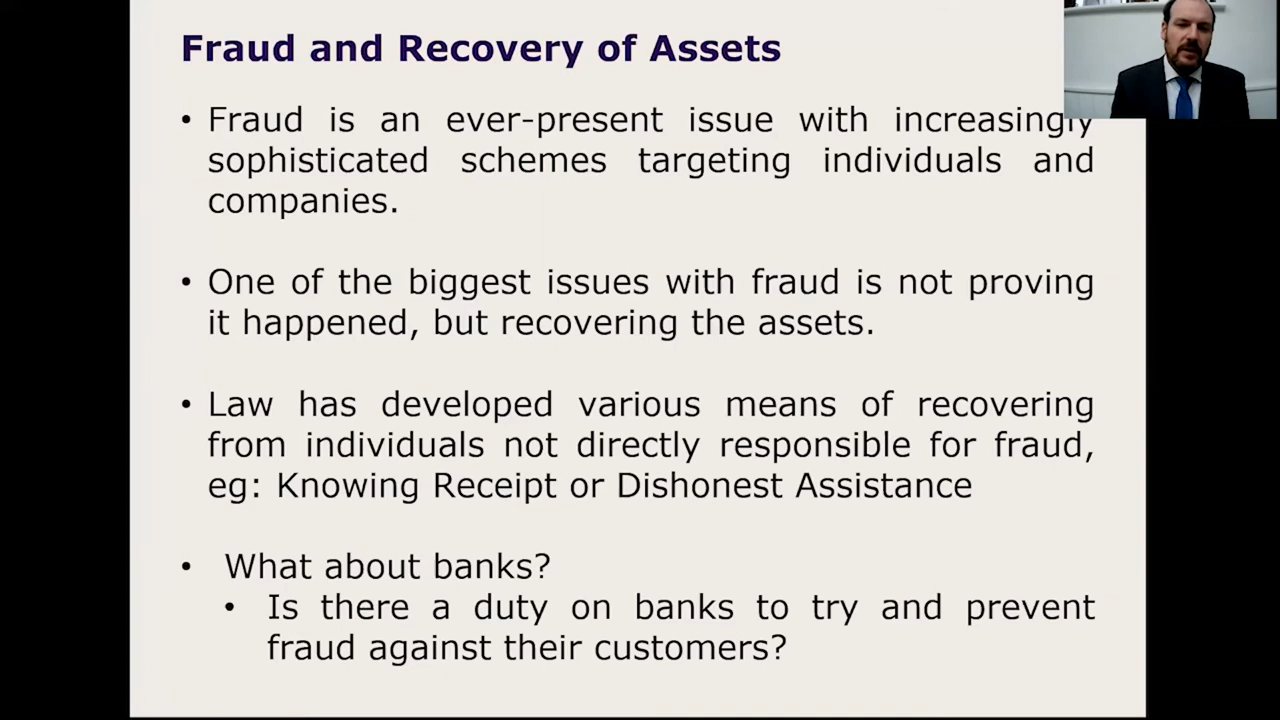 Fraud and Recovery of Assets
• Fraud is an ever-present issue with increasingly
sophisticated schemes targeting individuals and
companies.
• One of the biggest issues with fraud is not proving
it happened, but recovering the assets.
• Law has developed various means of recovering
from individuals not directly responsible for fraud,
eg: Knowing Receipt or Dishonest Assistance
• What about banks?
• Is there a duty on banks to try and prevent
fraud against their customers?